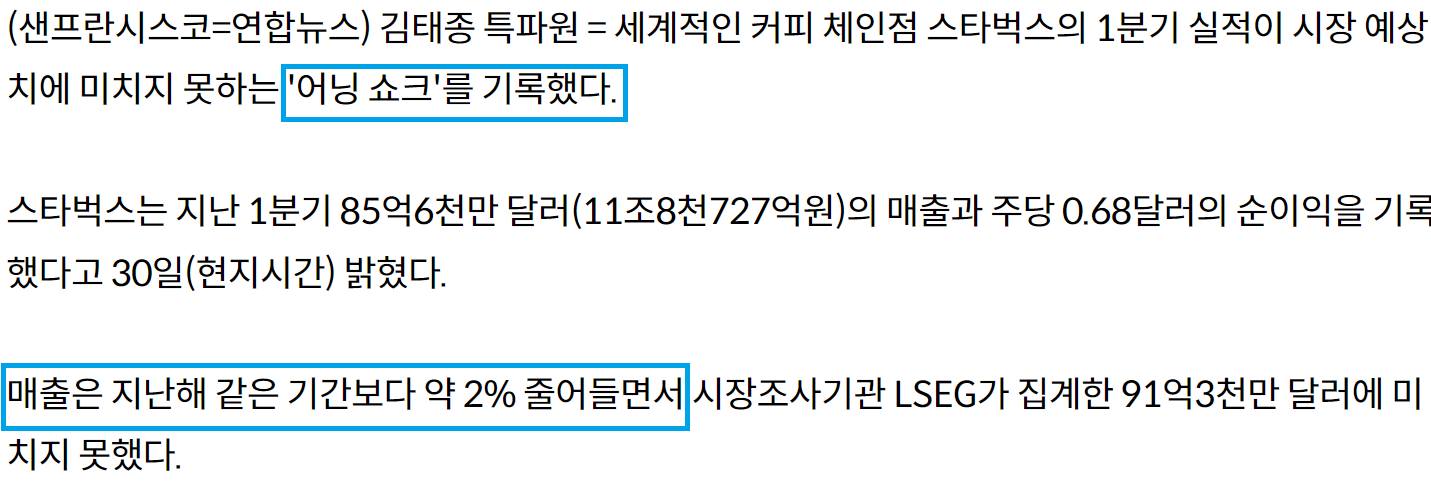 (샌프란시스코=연합뉴스) 김태종 특파원 = 세계적인 커피 체인점 스타벅스의 1분기 실적이 시장 예상
치에 미치지 못하는 '어닝 쇼크'를 기록했다.
스타벅스는 지난 1분기 85억6천만 달러(11조8천727억원)의 매출과 주당 0.68달러의 순이익을 기록
했다고 30일(현지시간) 밝혔다.
매출은 지난해 같은 기간보다 약 2% 줄어들면서 시장조사기관 LSEG가 집계한 91억3천만 달러에 미
치지 못했다.